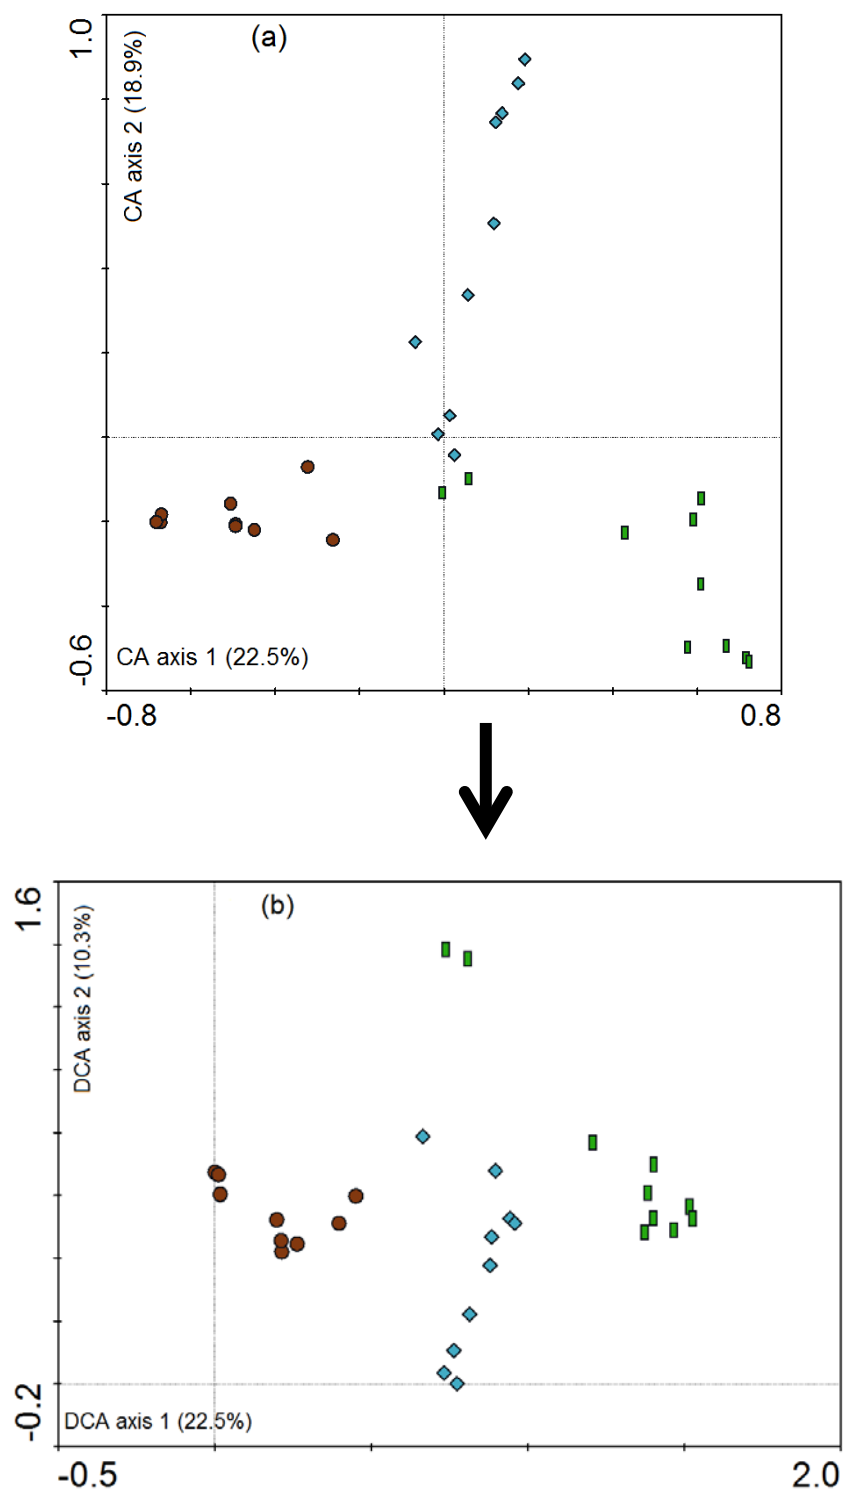 (a)
1.0
CA axis 2 (18.9%)
-0.6
CA axis 1 (22.5%)
-0.8
0.8
(b)
1.6
DCA axis 2 (10.3%)
-0.2
DCA axis 1 (22.5%)
-0.5
2.0